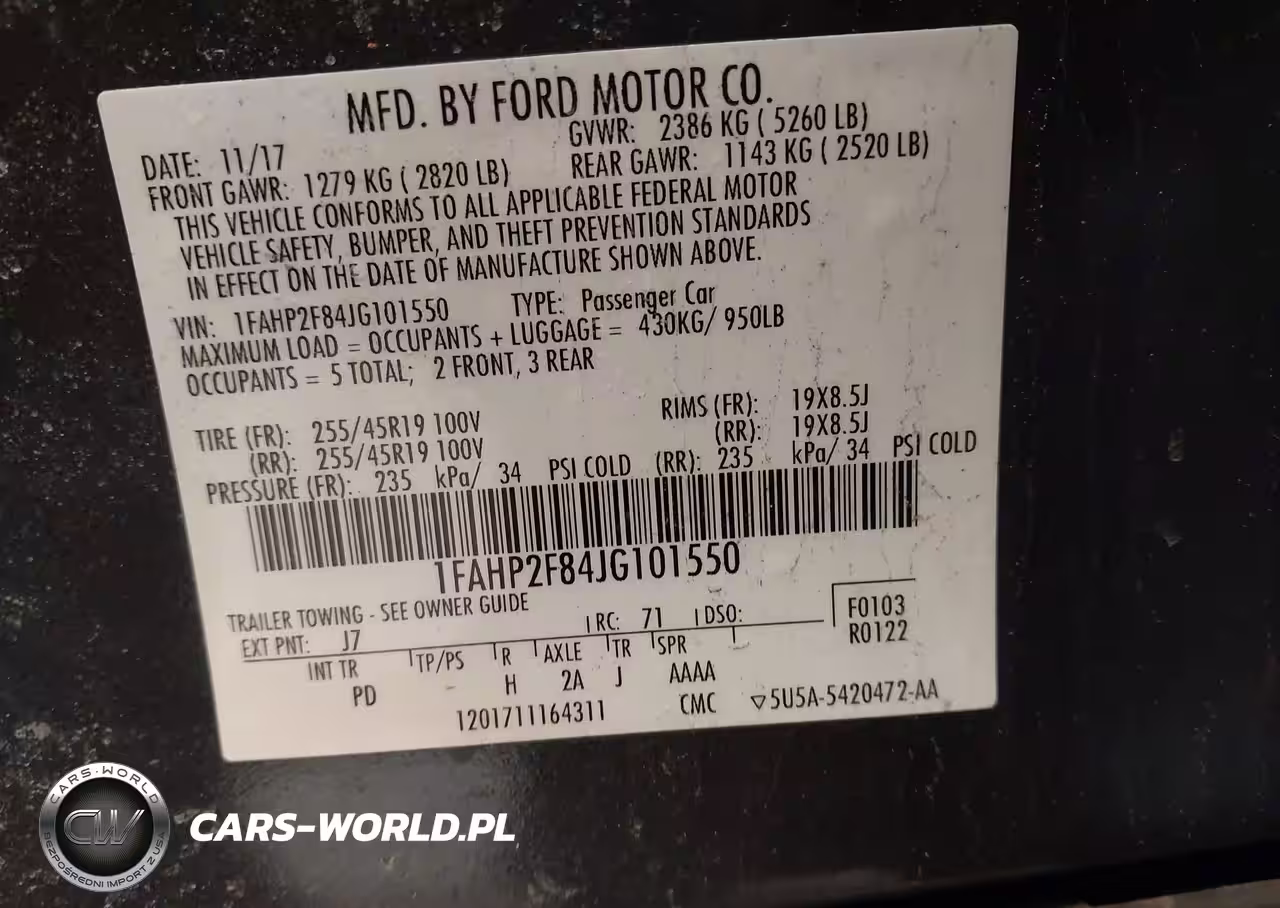 MFD. BY FORD MOTOR CO.
DATE: 11/17 GVWR: 2386 KG ( 5260 LB)
FRONT GAWR: 1279 KG ( 2820 LB) REAR GAWR: 1143 KG ( 2520 LB)
THIS VEHICLE CONFORMS TO ALL APPLICABLE FEDERAL MOTOR
VEHICLE SAFETY, BUMPER, AND THEFT PREVENTION STANDARDS
IN EFFECT ON THE DATE OF MANUFACTURE SHOWN ABOVE.
VIN: 1FAHP2F84JG101550 TYPE: Passenger Car
MAXIMUM LOAD = OCCUPANTS + LUGGAGE = 430KG/ 950LB
OCCUPANTS = 5 TOTAL; 2 FRONT, 3 REAR
TIRE (FR): 255/45R19 100V RIMS (FR): 19X8.5J
(RR): 255/45R19 100V (RR): 19X8.5J
PRESSURE (FR): 235 kPa/ 34 PSI COLD (RR): 235 kPa/ 34 PSI COLD
1FAHP2F84JG101550
TRAILER TOWING - SEE OWNER GUIDE
EXT PNT: J7 RC: 71 DSO: F0103
R0122
INT TR TP/PS R AXLE TR SPR
PD - H 2A J AAAA
1201711164311 CMC ▽5U5A-5420472-AA
CARS-WORLD
CW
BEZPOŚREDNI IMPORT Z USA
CARS-WORLD.PL